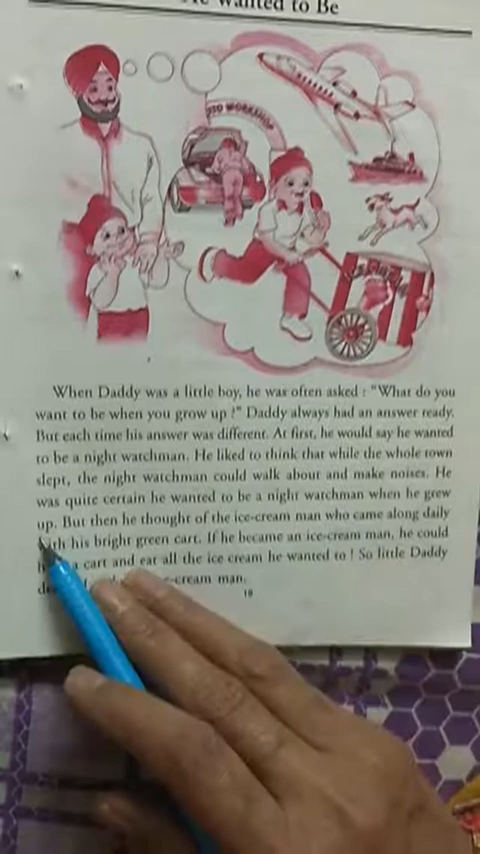 Wanted to Be
AUTO WORKSHOP
When Daddy was a little boy, he was often asked : "What do you
want to be when you grow up ?" Daddy always had an answer ready.
But each time his answer was different. At first, he would say he wanted
to be a night watchman. He liked to think that while the whole town
slept, the night watchman could walk about and make noises. He
was quite certain he wanted to be a night watchman when he grew
up. But then he thought of the ice-cream man who came along daily
with his bright green cart. If he became an ice-cream man, he could
a cart and eat all the ice cream he wanted to ! So little Daddy
-cream man.
19